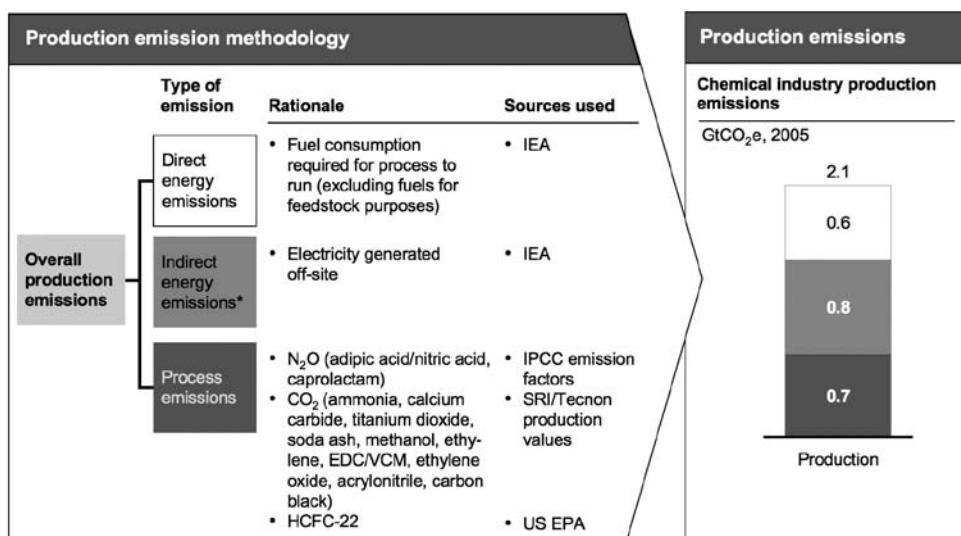 Production emission methodology
Type of
emission
Rationale
Sources used
Overall
production
emissions
Direct
energy
emissions
• Fuel consumption
required for process to
run (excluding fuels for
feedstock purposes)
• IEA
Indirect
energy
emissions*
• Electricity generated
off-site
• IEA
Process
emissions
• N₂O (adipic acid/nitric acid,
caprolactam)
• CO₂ (ammonia, calcium
carbide, titanium dioxide,
soda ash, methanol, ethy-
lene, EDC/VCM, ethylene
oxide, acrylonitrile, carbon
black)
• HCFC-22
• IPCC emission
factors
• SRI/Tecnon
production
values
• US EPA
Production emissions
Chemical industry production
emissions
GtCO₂e, 2005
2.1
0.6
0.8
0.7
Production